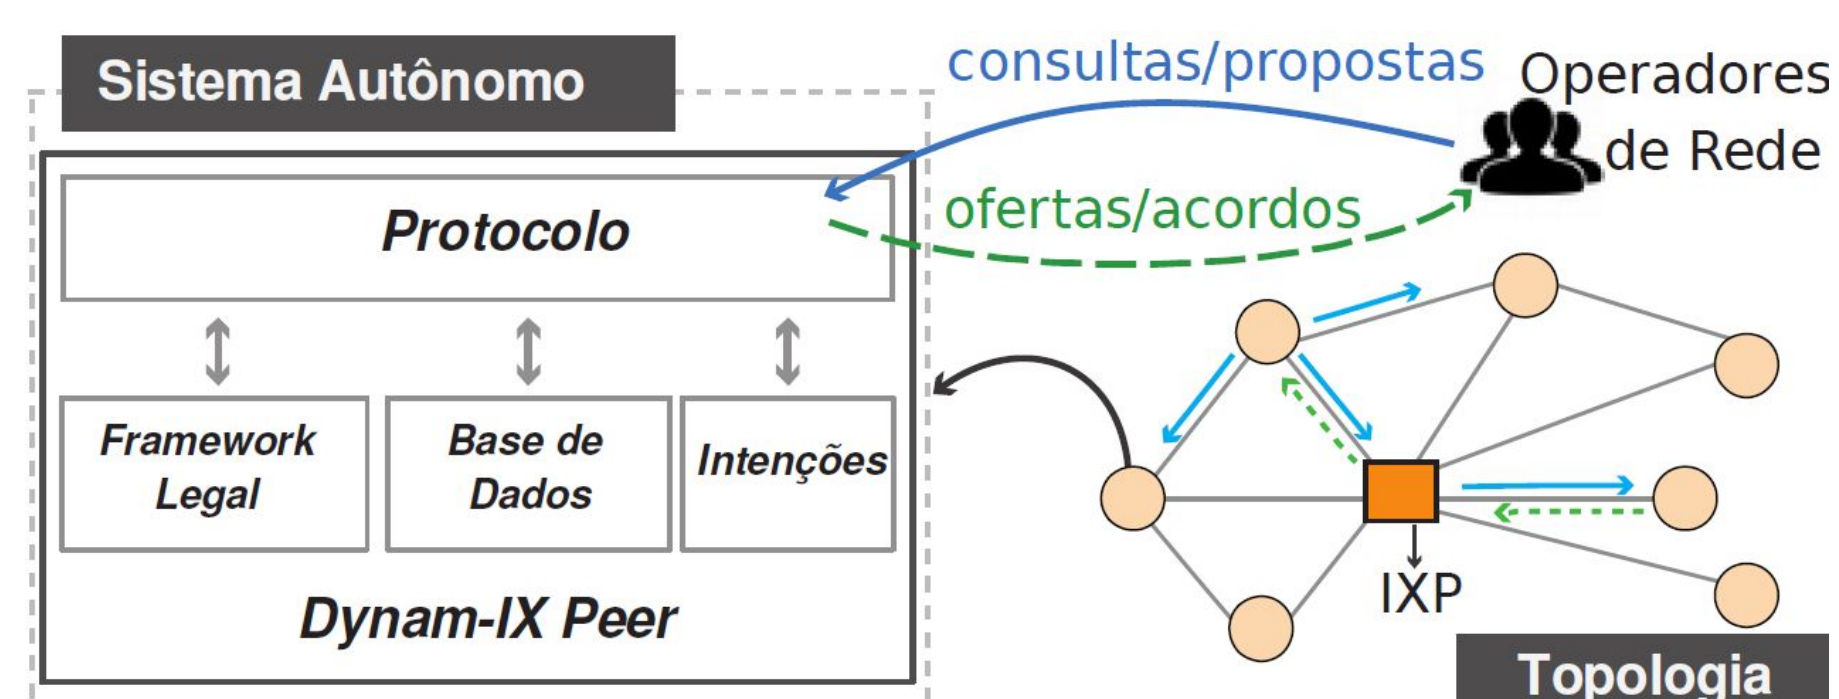 Sistema Autônomo
consultas/propostas
Operadores
de Rede
Protocolo
ofertas/acordos
Framework
Legal
Base de
Dados
Intenções
Dynam-IX Peer
IXP
Topologia